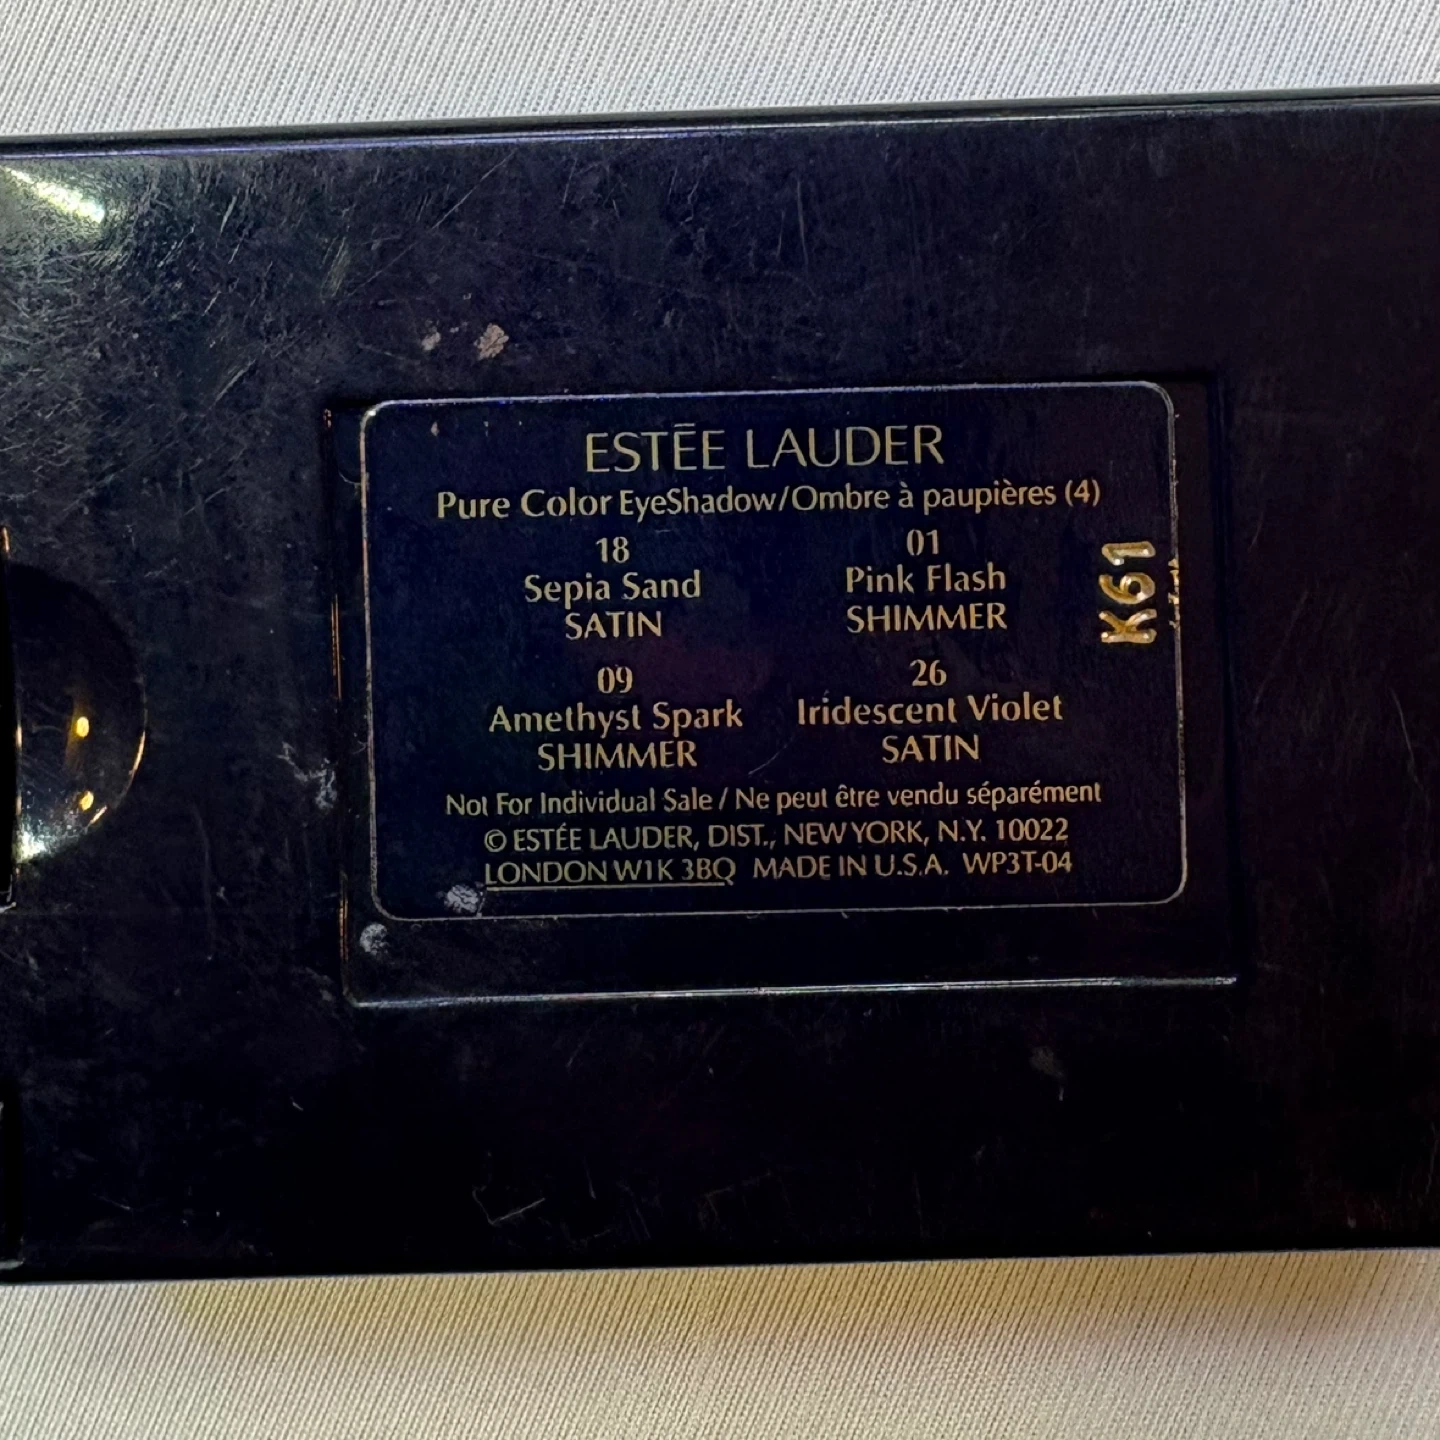 ESTĒE LAUDER
Pure Color EyeShadow/Ombre à paupières (4)
18
Sepia Sand
SATIN
01
Pink Flash
SHIMMER
09
Amethyst Spark
SHIMMER
26
Iridescent Violet
SATIN
Not For Individual Sale / Ne peut être vendu séparément
© ESTÉE LAUDER, DIST., NEW YORK, N.Y. 10022
LONDON W1K 3BQ MADE IN U.S.A. WP3T-04
K61